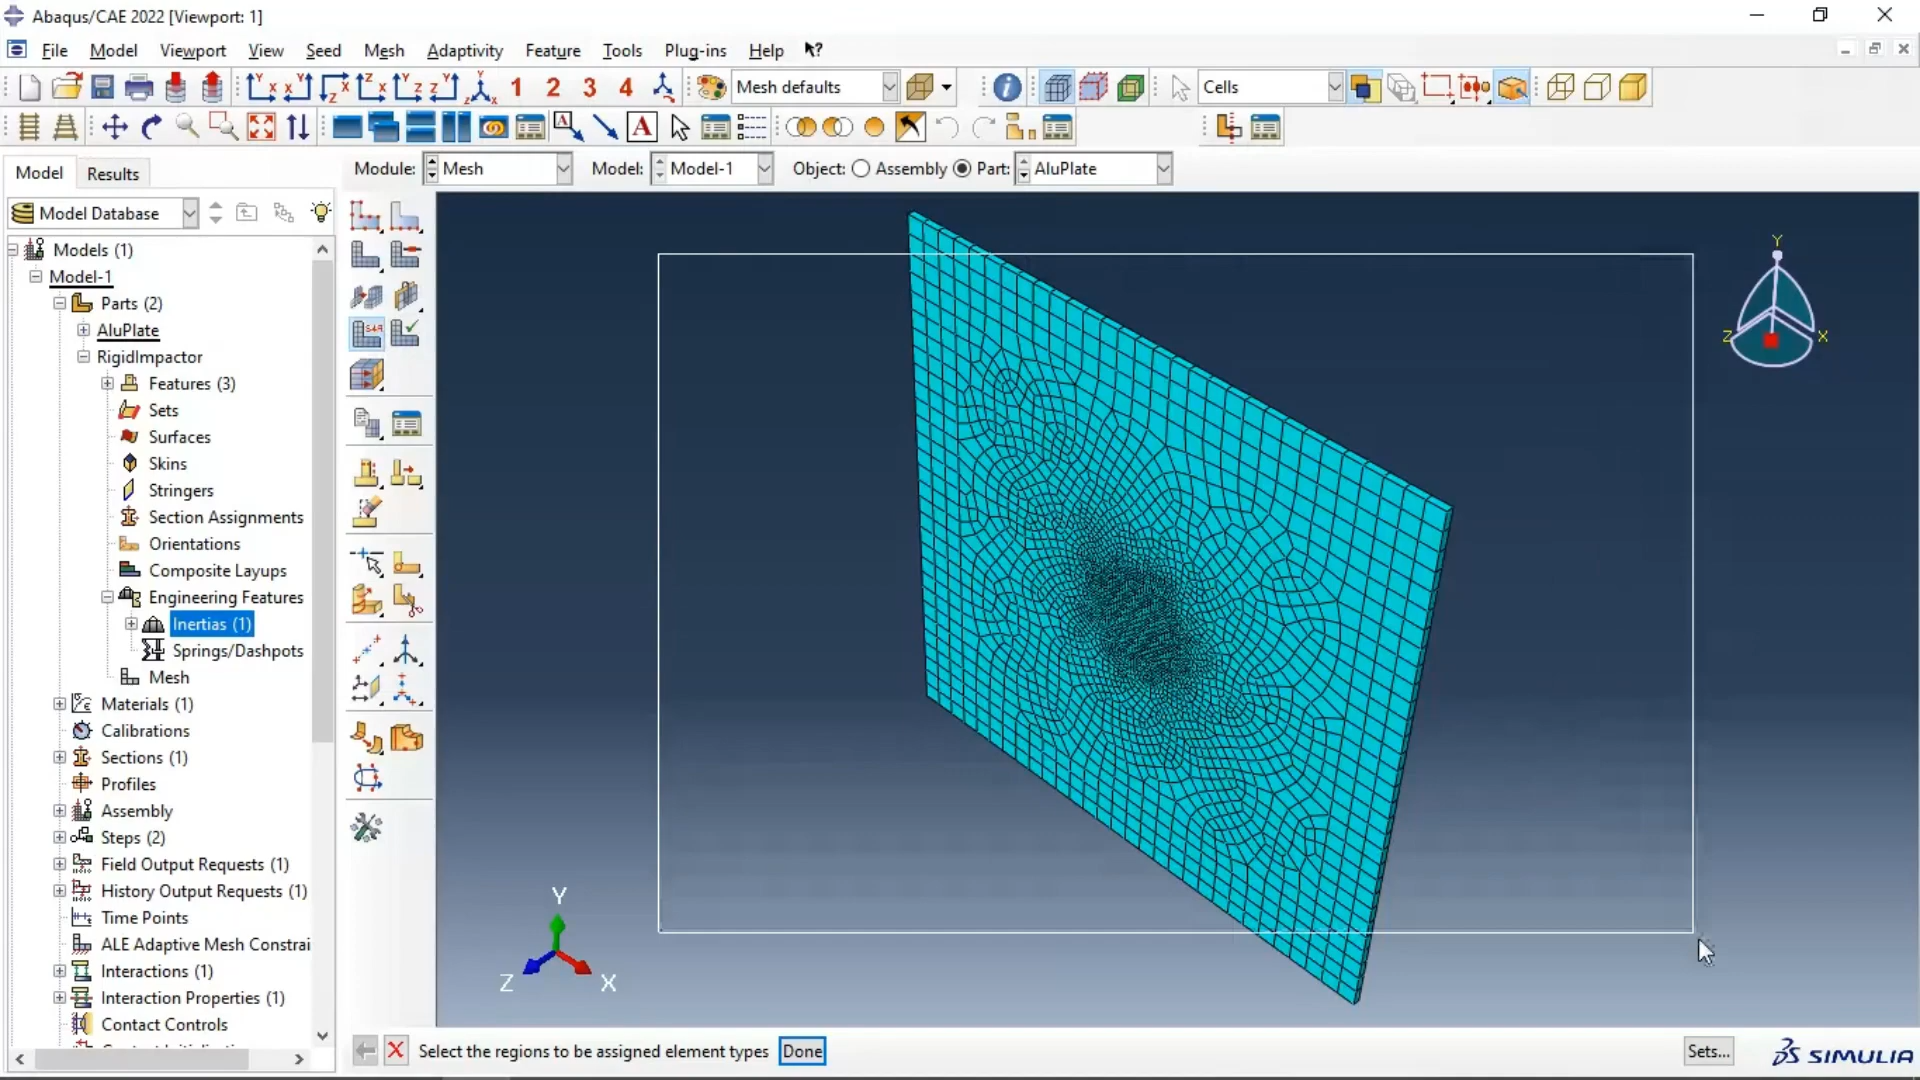 Abaqus/CAE 2022 [Viewport: 1]
File Model Viewport View Seed Mesh Adaptivity Feature Tools Plug-ins Help
1 2 3 4 Mesh defaults Cells
Model Results Module: Mesh Model: Model-1 Object: Assembly Part: AluPlate
Model Database
Models (1)
Model-1
Parts (2)
AluPlate
RigidImpactor
Features (3)
Sets
Surfaces
Skins
Stringers
Section Assignments
Orientations
Composite Layups
Engineering Features
Inertias (1)
Springs/Dashpots
Mesh
Materials (1)
Calibrations
Sections (1)
Profiles
Assembly
Steps (2)
Field Output Requests (1)
History Output Requests (1)
Time Points
ALE Adaptive Mesh Constrai
Interactions (1)
Interaction Properties (1)
Contact Controls
Y
Z X
Y
Z X
Select the regions to be assigned element types Done Sets... SIMULIA